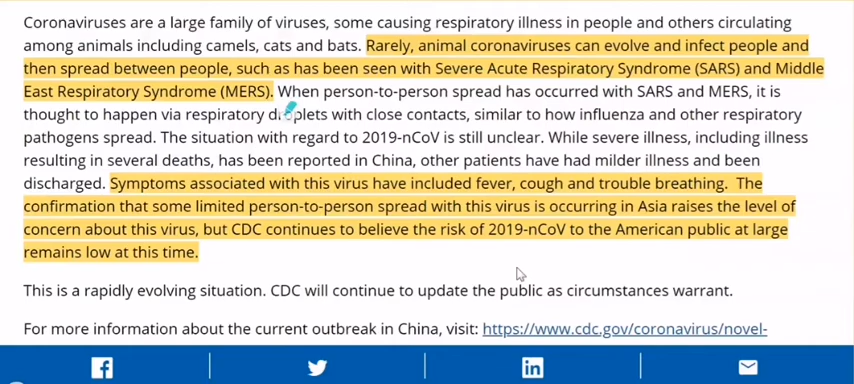 Coronaviruses are a large family of viruses, some causing respiratory illness in people and others circulating
among animals including camels, cats and bats. Rarely, animal coronaviruses can evolve and infect people and
then spread between people, such as has been seen with Severe Acute Respiratory Syndrome (SARS) and Middle
East Respiratory Syndrome (MERS). When person-to-person spread has occurred with SARS and MERS, it is
thought to happen via respiratory droplets with close contacts, similar to how influenza and other respiratory
pathogens spread. The situation with regard to 2019-nCoV is still unclear. While severe illness, including illness
resulting in several deaths, has been reported in China, other patients have had milder illness and been
discharged. Symptoms associated with this virus have included fever, cough and trouble breathing. The
confirmation that some limited person-to-person spread with this virus is occurring in Asia raises the level of
concern about this virus, but CDC continues to believe the risk of 2019-nCoV to the American public at large
remains low at this time.
This is a rapidly evolving situation. CDC will continue to update the public as circumstances warrant.
For more information about the current outbreak in China, visit: https://www.cdc.gov/coronavirus/novel-